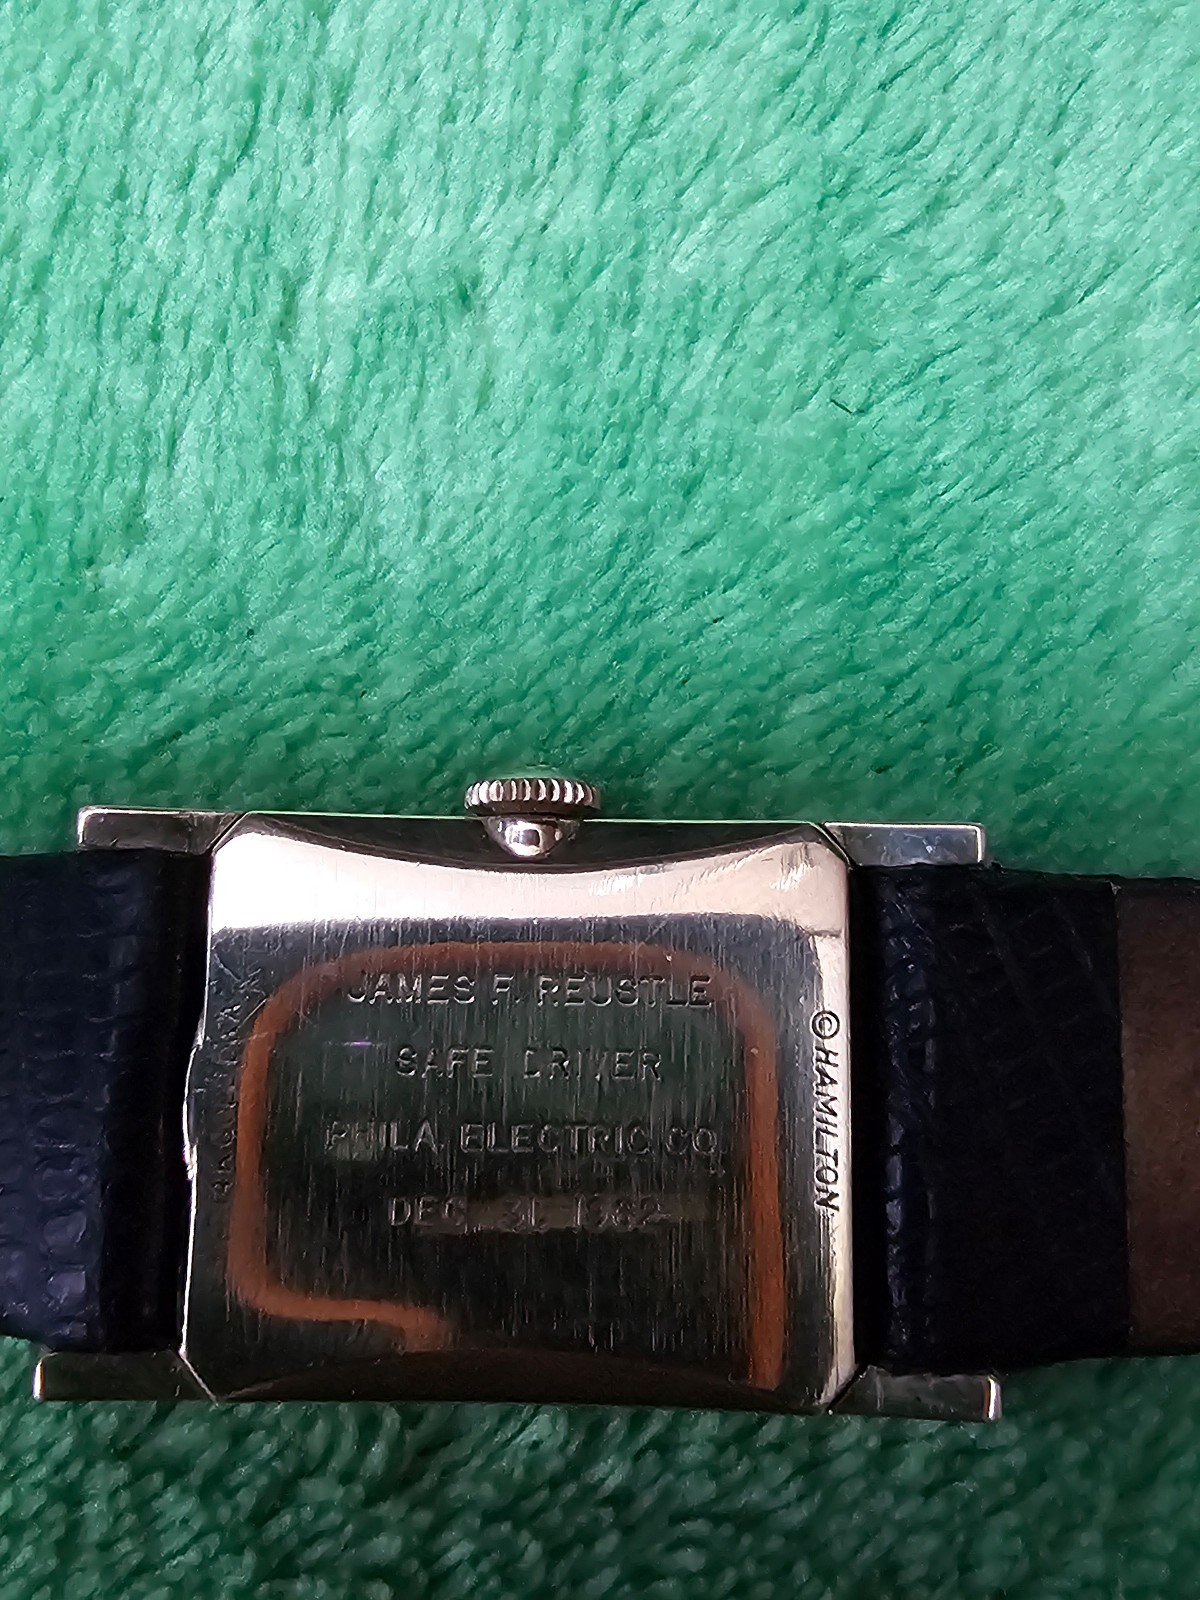 JAMES F. REUSTLE
SAFE DRIVER
PHILA. ELECTRIC CO.
DEC. 31, 1962
© HAMILTON